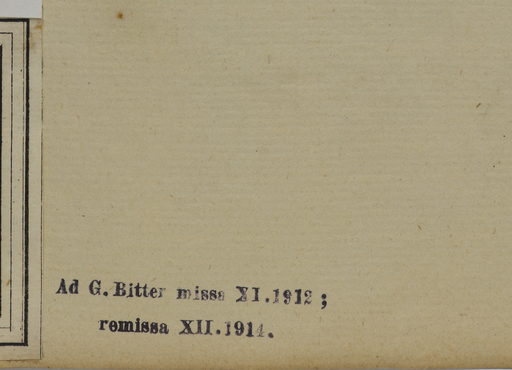 Ad G. Bitter missa XI.1912;
remissa XII.1914.